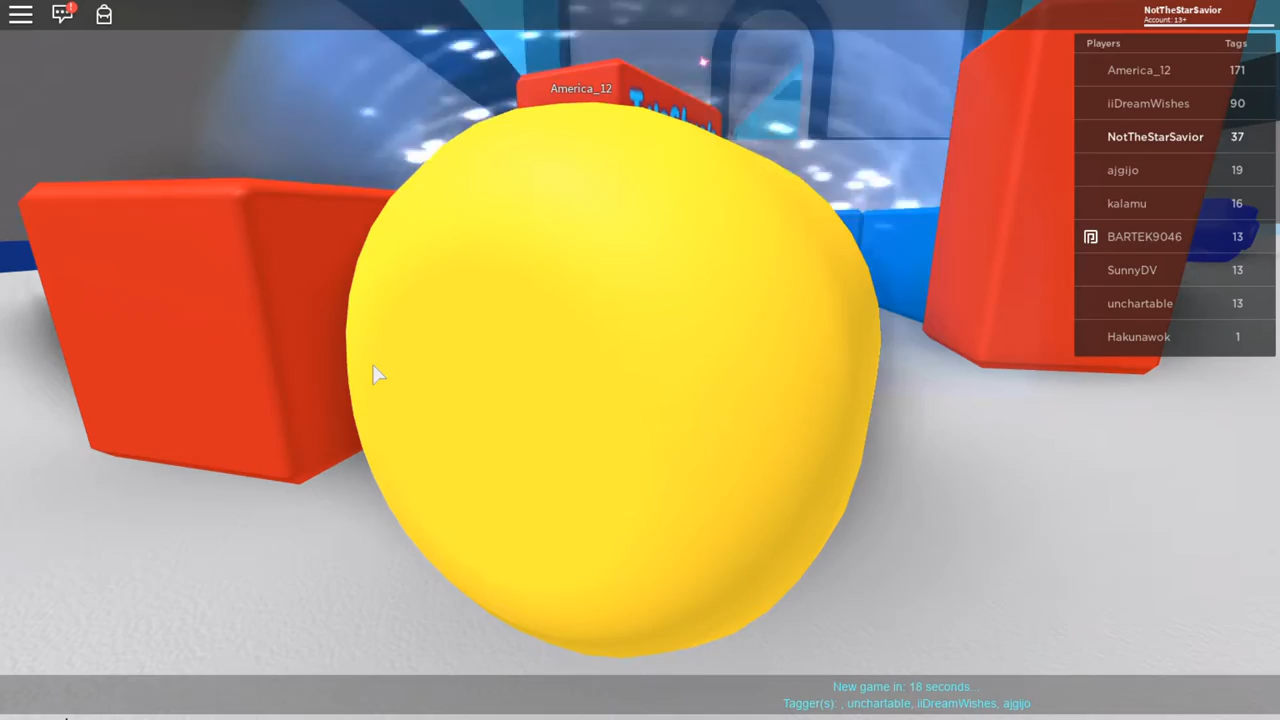 NotTheStarSavior
Account: 13+
Players Tags
America_12 171
iiDreamWishes 90
NotTheStarSavior 37
ajgijo 19
kalamu 16
BARTEK9046 13
SunnyDV 13
unchartable 13
Hakunawok 1
America_12
New game in: 18 seconds...
Tagger(s): , unchartable, iiDreamWishes, ajgijo